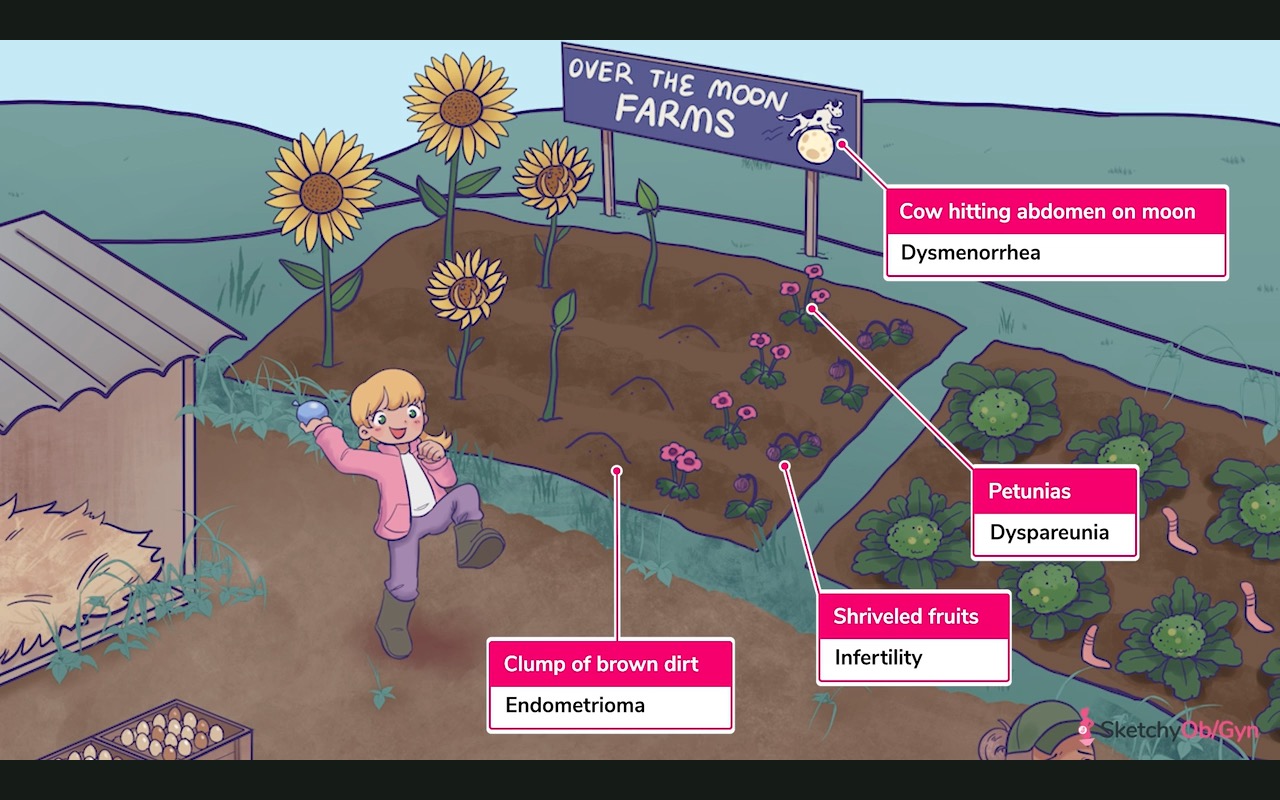 OVER THE MOON
FARMS
Cow hitting abdomen on moon
Dysmenorrhea
Petunias
Dyspareunia
Shriveled fruits
Infertility
Clump of brown dirt
Endometrioma
SketchyOb/Gyn